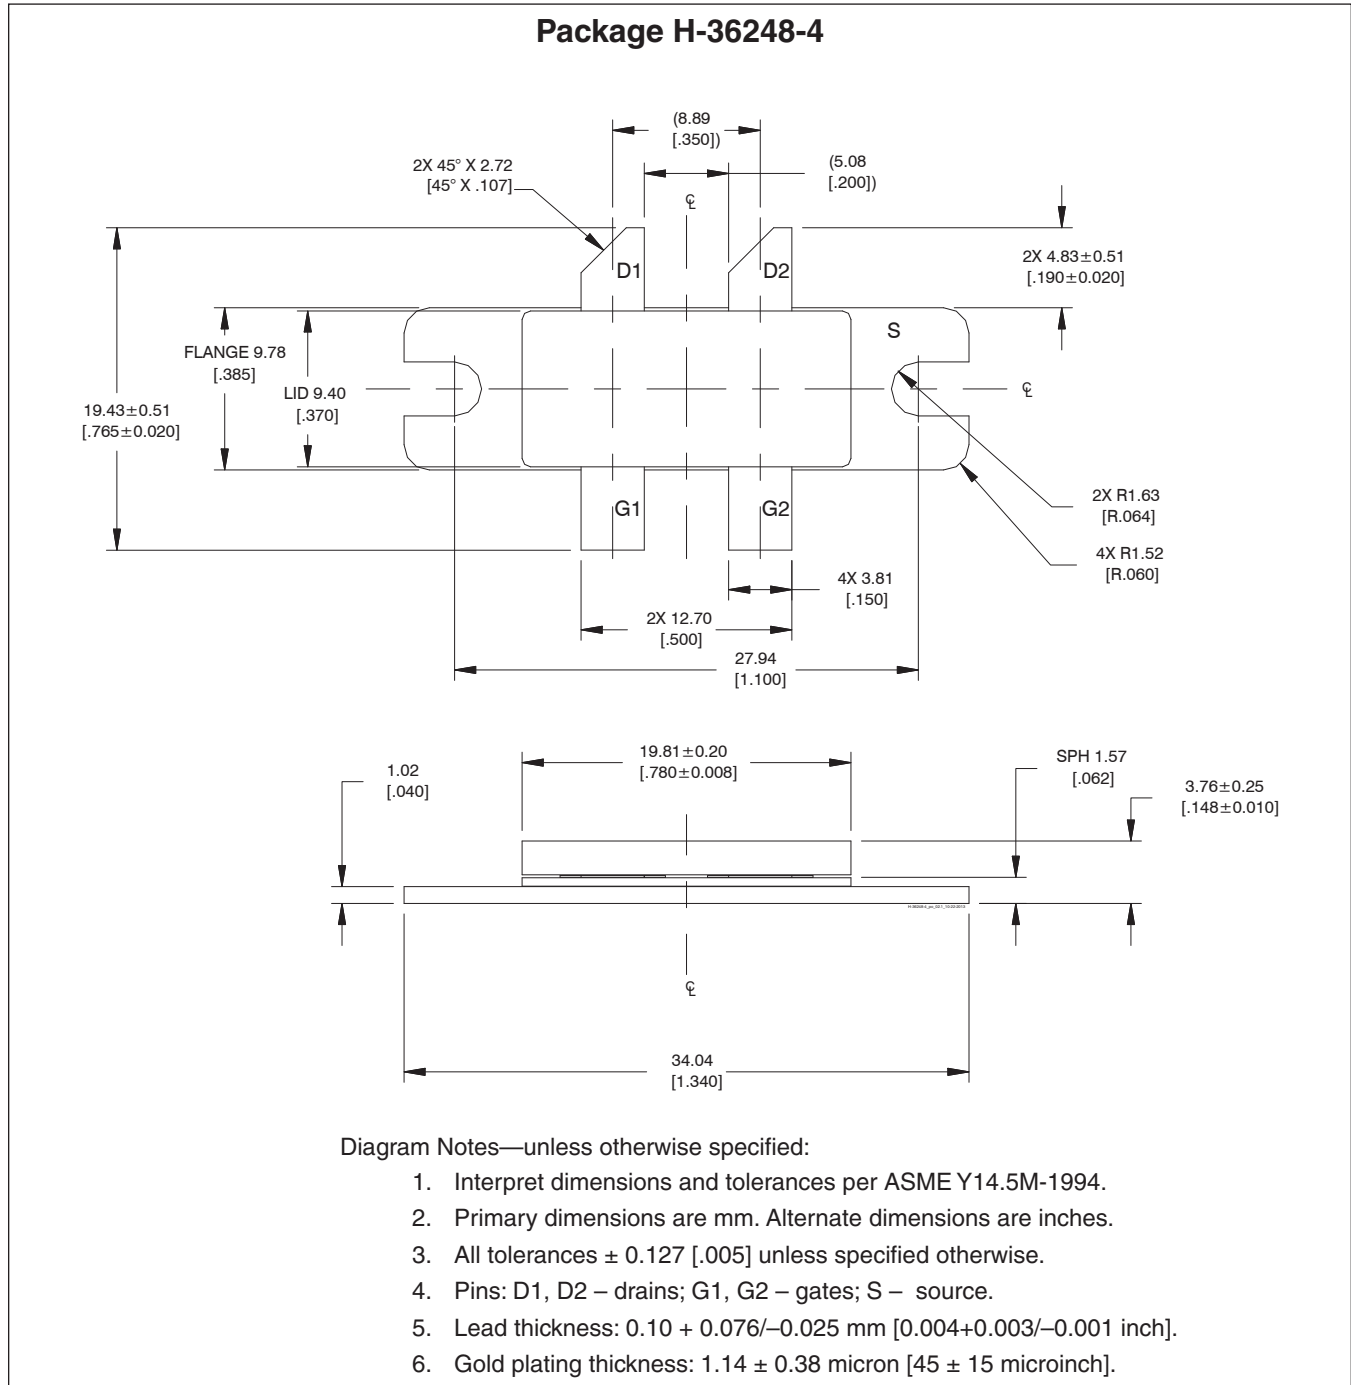 Package H-36248-4
(8.89
[.350])
(5.08
[.200])
2X 45° X 2.72
[45° X .107]
℄
D1
D2
2X 4.83±0.51
[.190±0.020]
S
FLANGE 9.78
[.385]
LID 9.40
[.370]
℄
19.43±0.51
[.765±0.020]
G1
G2
2X R1.63
[R.064]
4X R1.52
[R.060]
4X 3.81
[.150]
2X 12.70
[.500]
27.94
[1.100]
19.81±0.20
[.780±0.008]
SPH 1.57
[.062]
1.02
[.040]
3.76±0.25
[.148±0.010]
℄
34.04
[1.340]
Diagram Notes—unless otherwise specified:
1. Interpret dimensions and tolerances per ASME Y14.5M-1994.
2. Primary dimensions are mm. Alternate dimensions are inches.
3. All tolerances ± 0.127 [.005] unless specified otherwise.
4. Pins: D1, D2 – drains; G1, G2 – gates; S – source.
5. Lead thickness: 0.10 + 0.076/–0.025 mm [0.004+0.003/–0.001 inch].
6. Gold plating thickness: 1.14 ± 0.38 micron [45 ± 15 microinch].